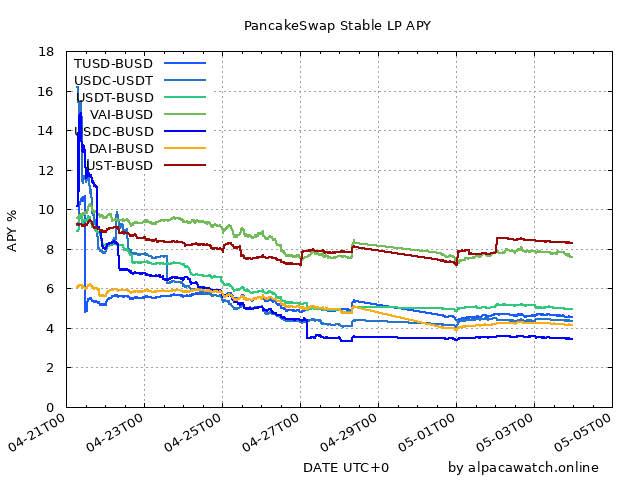 PancakeSwap Stable LP APY
18
16
14
12
10
8
6
4
2
0
APY %
TUSD-BUSD
USDC-USDT
USDT-BUSD
VAI-BUSD
USDC-BUSD
DAI-BUSD
UST-BUSD
04-21T00
04-23T00
04-25T00
04-27T00
04-29T00
05-01T00
05-03T00
05-05T00
DATE UTC+0
by alpacawatch.online